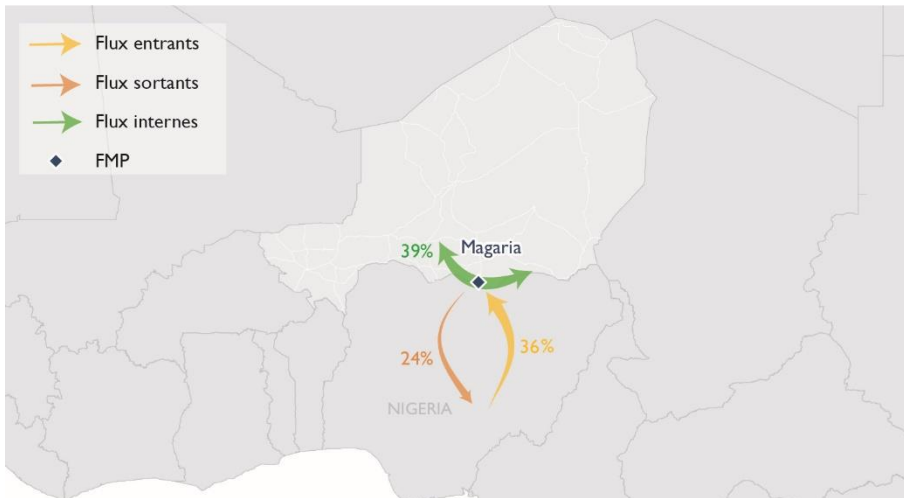 Flux entrants
Flux sortants
Flux internes
FMP
39%
Magaria
24%
36%
NIGERIA